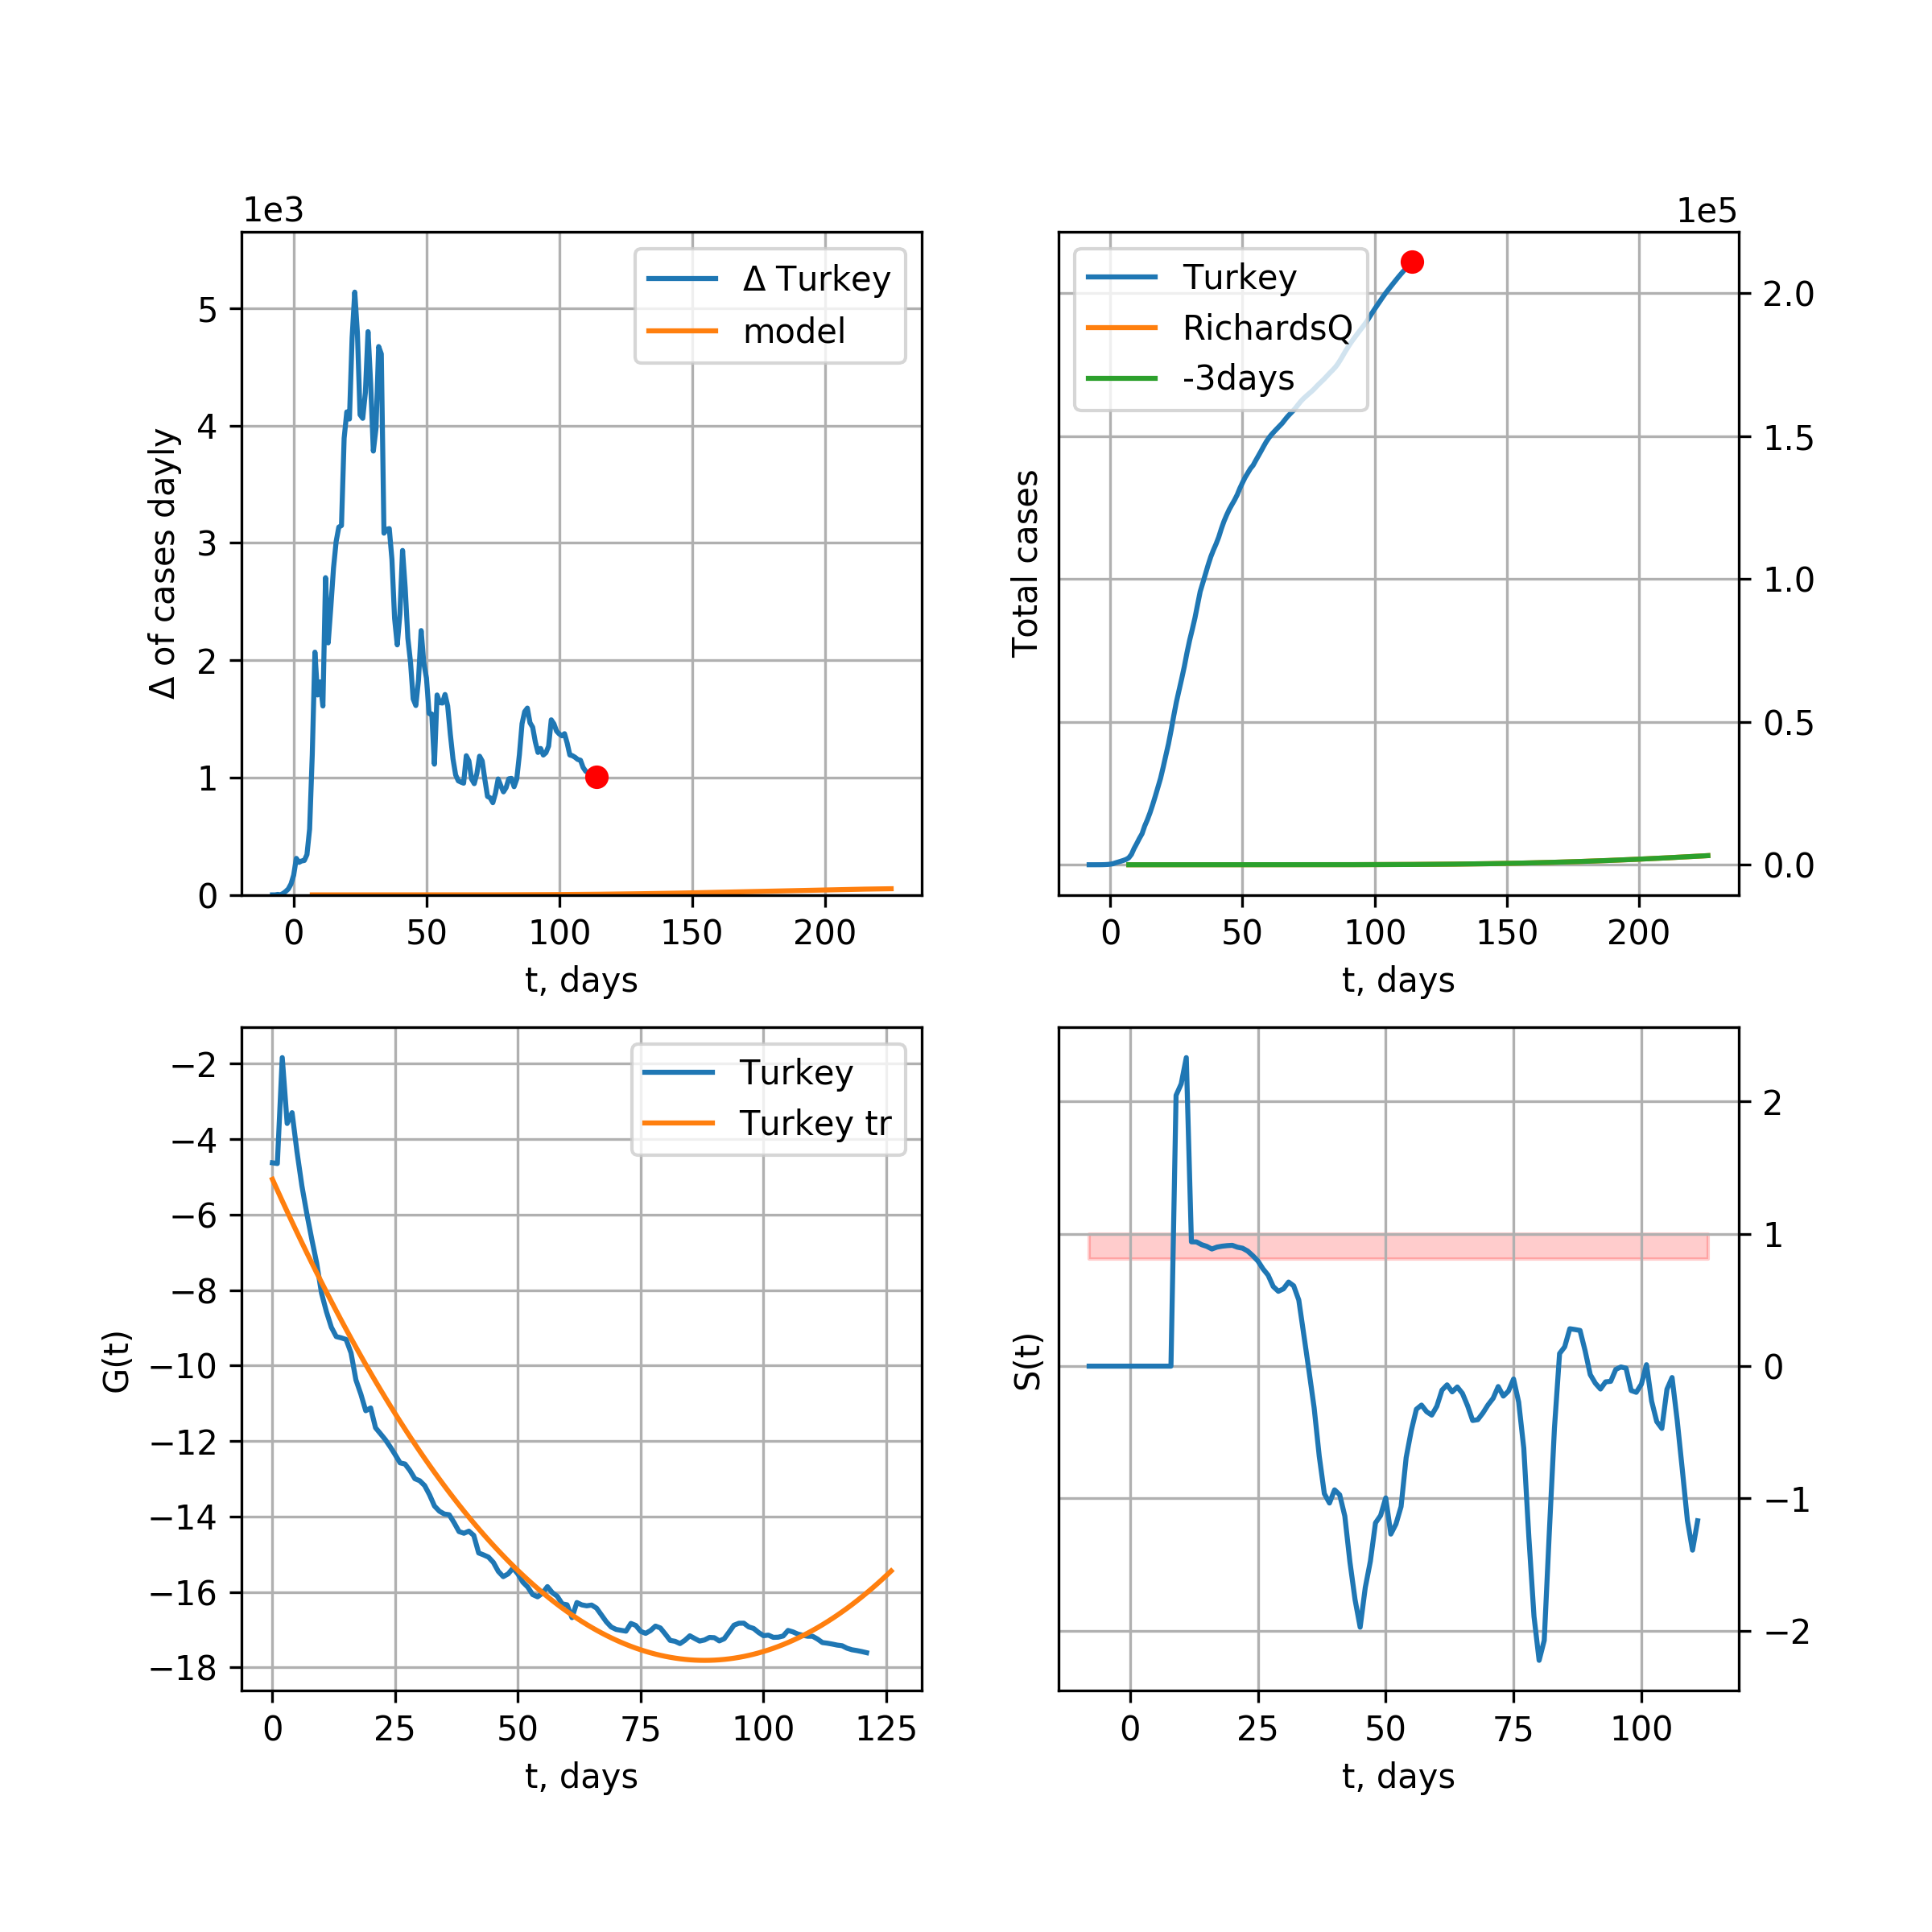 1e3
Δ Turkey
model
5
4
3
2
1
0
Δ of cases dayly
0 50 100 150 200
t, days
1e5
Turkey
RichardsQ
-3days
2.0
1.5
1.0
0.5
0.0
Total cases
0 50 100 150 200
t, days
Turkey
Turkey tr
−2
−4
−6
−8
−10
−12
−14
−16
−18
G(t)
0 25 50 75 100 125
t, days
2
1
0
−1
−2
S(t)
0 25 50 75 100
t, days